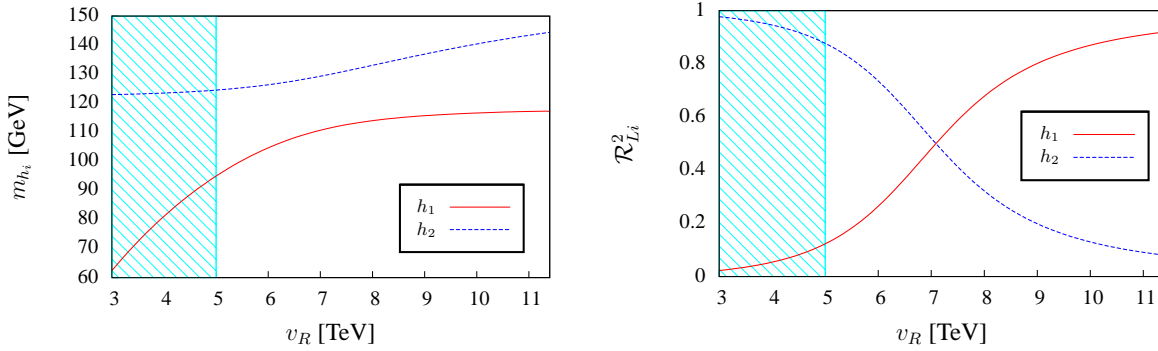 150
140
130
120
110
100
90
80
70
60
3 4 5 6 7 8 9 10 11
m_{h_i} [GeV]
v_R [TeV]
h_1
h_2
1
0.8
0.6
0.4
0.2
0
3 4 5 6 7 8 9 10 11
\mathcal{R}^2_{Li}
v_R [TeV]
h_1
h_2